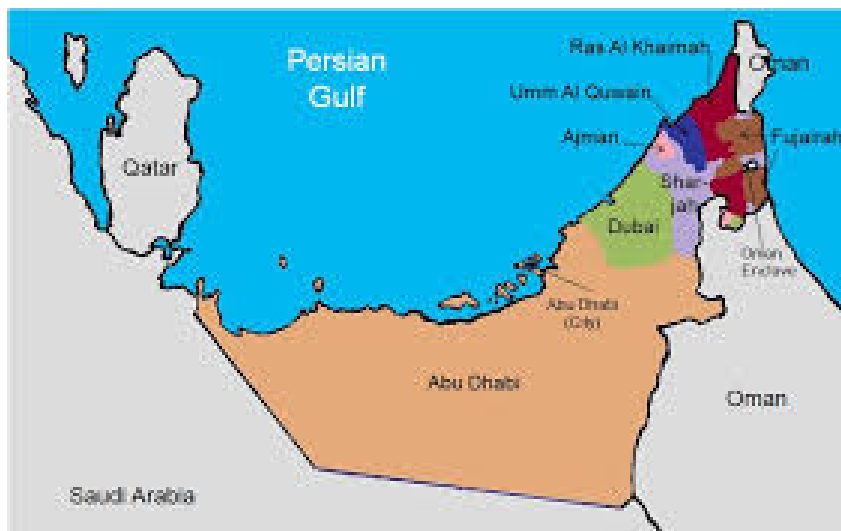 Ras Al Khaimah
Oman
Persian
Gulf
Umm Al Quwain
Ajman
Fujairah
Qatar
Shar-
jah
Dubai
Oman
Enclave
Abu Dhabi
(City)
Abu Dhabi
Oman
Saudi Arabia